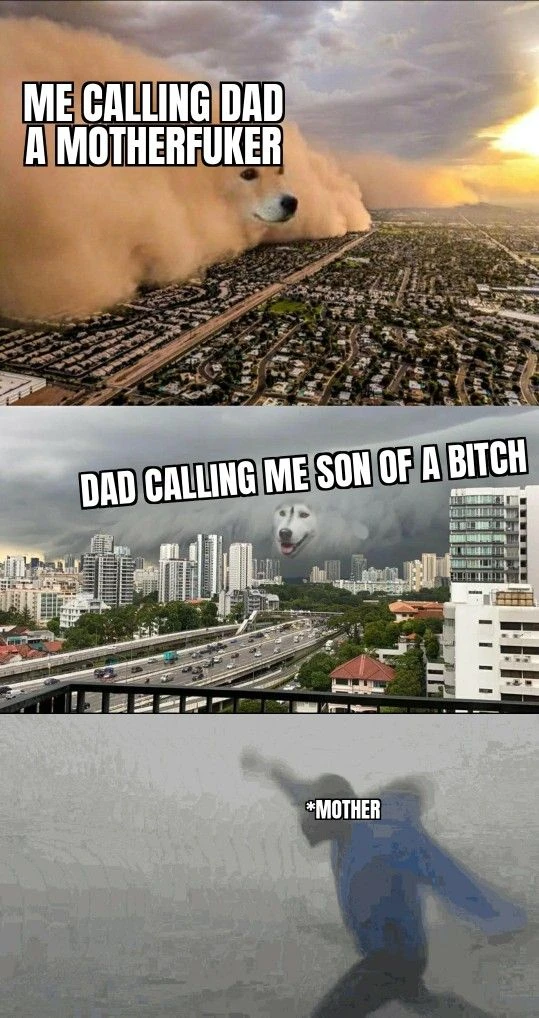 ME CALLING DAD
A MOTHERFUKER
DAD CALLING ME SON OF A BITCH
*MOTHER